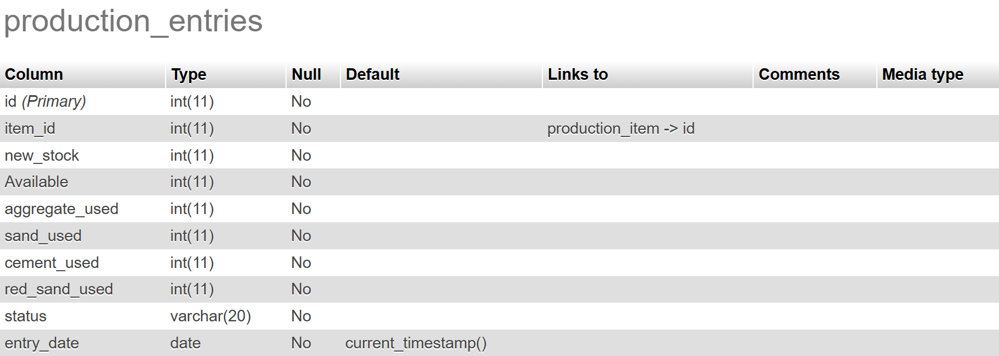 production_entries
Column Type Null Default Links to Comments Media type
id (Primary) int(11) No
item_id int(11) No production_item -> id
new_stock int(11) No
Available int(11) No
aggregate_used int(11) No
sand_used int(11) No
cement_used int(11) No
red_sand_used int(11) No
status varchar(20) No
entry_date date No current_timestamp()